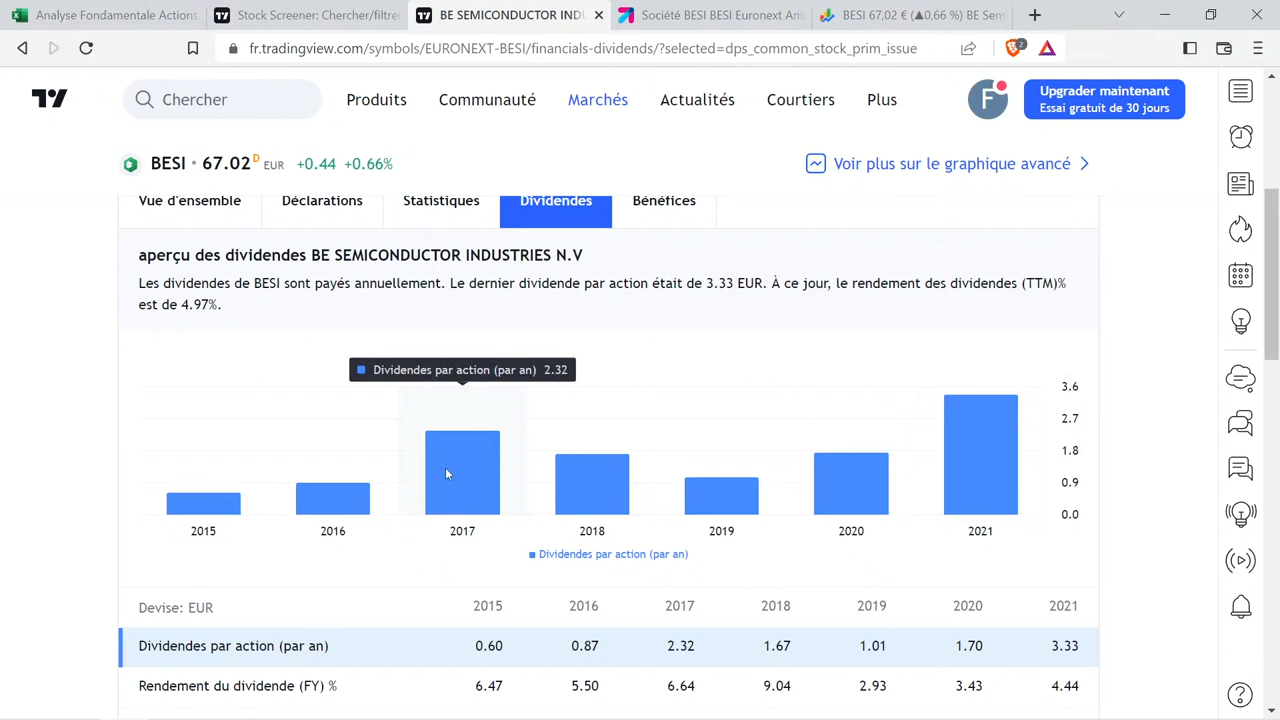 Analyse Fondamentale Actions
Stock Screener: Chercher/filtre
BE SEMICONDUCTOR INDU
Société BESI BESI Euronext Am
BESI 67,02 € (▲0,66 %) BE Sem
fr.tradingview.com/symbols/EURONEXT-BESI/financials-dividends/?selected=dps_common_stock_prim_issue
2
Chercher
Produits
Communauté
Marchés
Actualités
Courtiers
Plus
F
Upgrader maintenant
Essai gratuit de 30 jours
BESI • 67.02 D EUR +0.44 +0.66%
Voir plus sur le graphique avancé
Vue d'ensemble
Déclarations
Statistiques
Dividendes
Bénéfices
aperçu des dividendes BE SEMICONDUCTOR INDUSTRIES N.V
Les dividendes de BESI sont payés annuellement. Le dernier dividende par action était de 3.33 EUR. À ce jour, le rendement des dividendes (TTM)%
est de 4.97%.
Dividendes par action (par an) 2.32
3.6
2.7
1.8
0.9
0.0
2015 2016 2017 2018 2019 2020 2021
Dividendes par action (par an)
Devise: EUR 2015 2016 2017 2018 2019 2020 2021
Dividendes par action (par an) 0.60 0.87 2.32 1.67 1.01 1.70 3.33
Rendement du dividende (FY) % 6.47 5.50 6.64 9.04 2.93 3.43 4.44